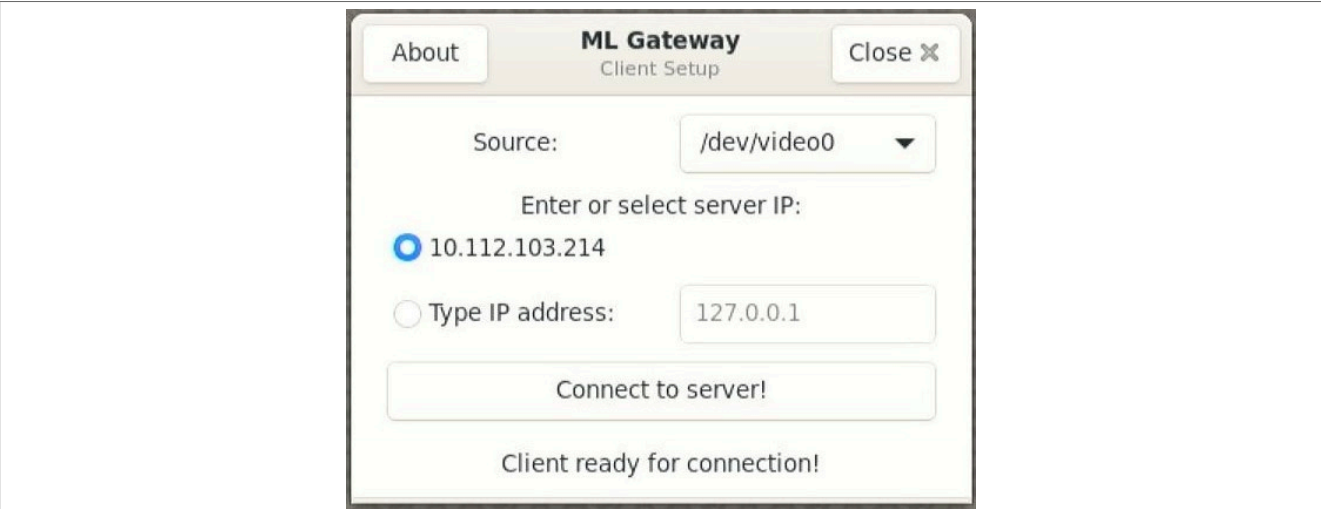 About
ML Gateway
Client Setup
Close
Source:
/dev/video0
Enter or select server IP:
10.112.103.214
Type IP address:
127.0.0.1
Connect to server!
Client ready for connection!